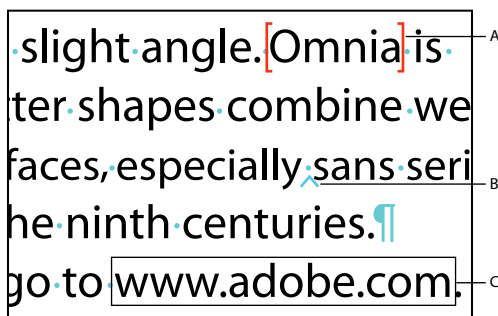 slight angle. Omnia is
A
tter shapes combine we
faces, especially sans seri
B
he ninth centuries.¶
go to www.adobe.com.
C